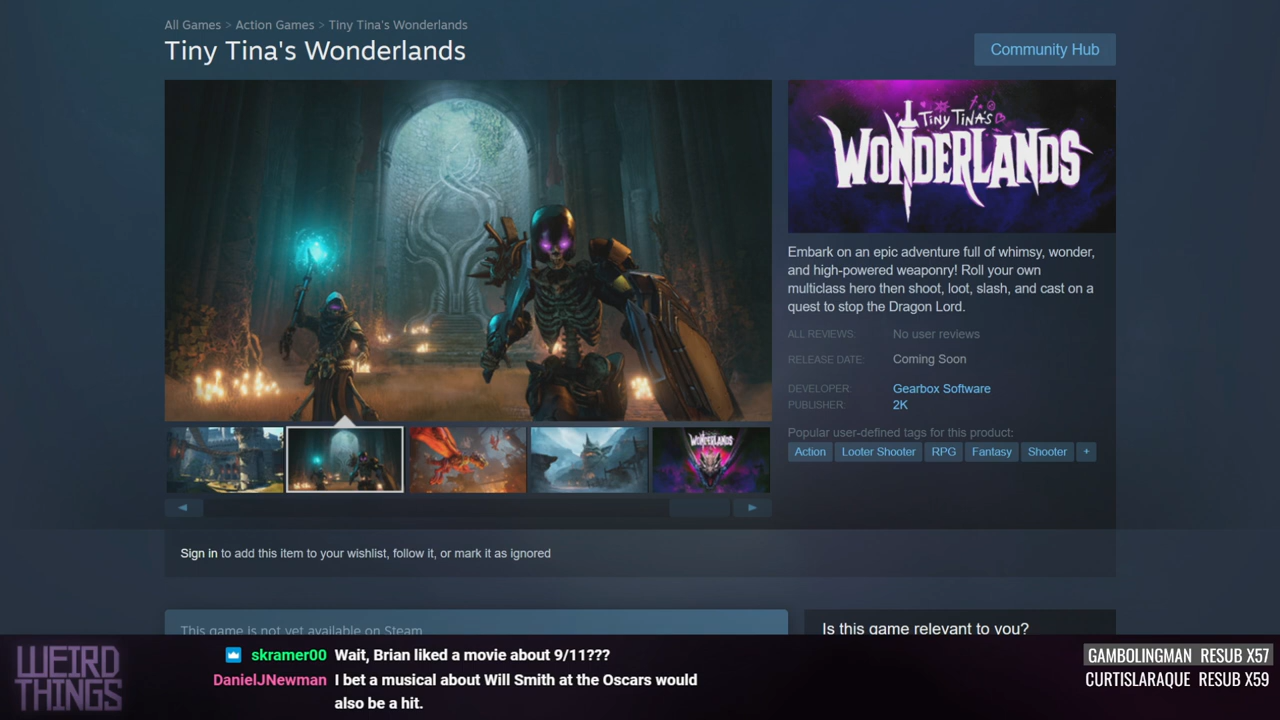 All Games > Action Games > Tiny Tina's Wonderlands
Tiny Tina's Wonderlands
Community Hub
TINY TINA'S
WONDERLANDS
Embark on an epic adventure full of whimsy, wonder,
and high-powered weaponry! Roll your own
multiclass hero then shoot, loot, slash, and cast on a
quest to stop the Dragon Lord.
ALL REVIEWS: No user reviews
RELEASE DATE: Coming Soon
DEVELOPER: Gearbox Software
PUBLISHER: 2K
Popular user-defined tags for this product:
Action Looter Shooter RPG Fantasy Shooter +
WONDERLANDS
Sign in to add this item to your wishlist, follow it, or mark it as ignored
This game is not yet available on Steam
Is this game relevant to you?
WEIRD
THINGS
skramer00 Wait, Brian liked a movie about 9/11???
DanielJNewman I bet a musical about Will Smith at the Oscars would
also be a hit.
GAMBOLINGMAN RESUB X57
CURTISLARAQUE RESUB X59